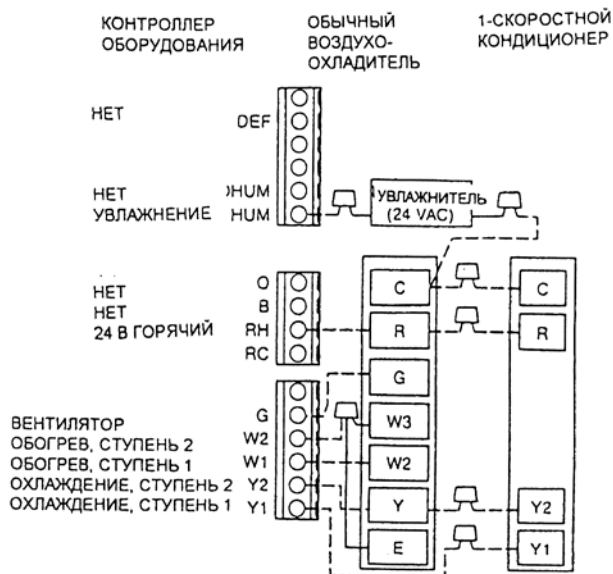 КОНТРОЛЛЕР
ОБОРУДОВАНИЯ
ОБЫЧНЫЙ
ВОЗДУХО-
ОХЛАДИТЕЛЬ
1-СКОРОСТНОЙ
КОНДИЦИОНЕР
НЕТ
DEF
НЕТ
DHUM
УВЛАЖНЕНИЕ
HUM
УВЛАЖНИТЕЛЬ
(24 VAC)
НЕТ
O
НЕТ
B
24 В ГОРЯЧИЙ
RH
RC
C
C
R
R
G
W3
W2
Y
Y2
E
Y1
ВЕНТИЛЯТОР
G
ОБОГРЕВ, СТУПЕНЬ 2
W2
ОБОГРЕВ, СТУПЕНЬ 1
W1
ОХЛАЖДЕНИЕ, СТУПЕНЬ 2
Y2
ОХЛАЖДЕНИЕ, СТУПЕНЬ 1
Y1